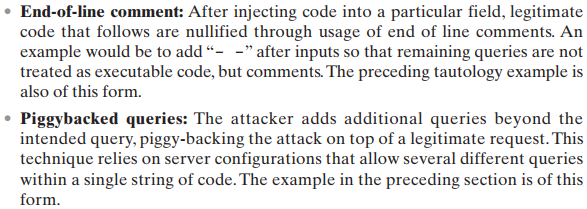 • End-of-line comment: After injecting code into a particular field, legitimate
code that follows are nullified through usage of end of line comments. An
example would be to add “- -” after inputs so that remaining queries are not
treated as executable code, but comments. The preceding tautology example is
also of this form.
• Piggybacked queries: The attacker adds additional queries beyond the
intended query, piggy-backing the attack on top of a legitimate request. This
technique relies on server configurations that allow several different queries
within a single string of code. The example in the preceding section is of this
form.